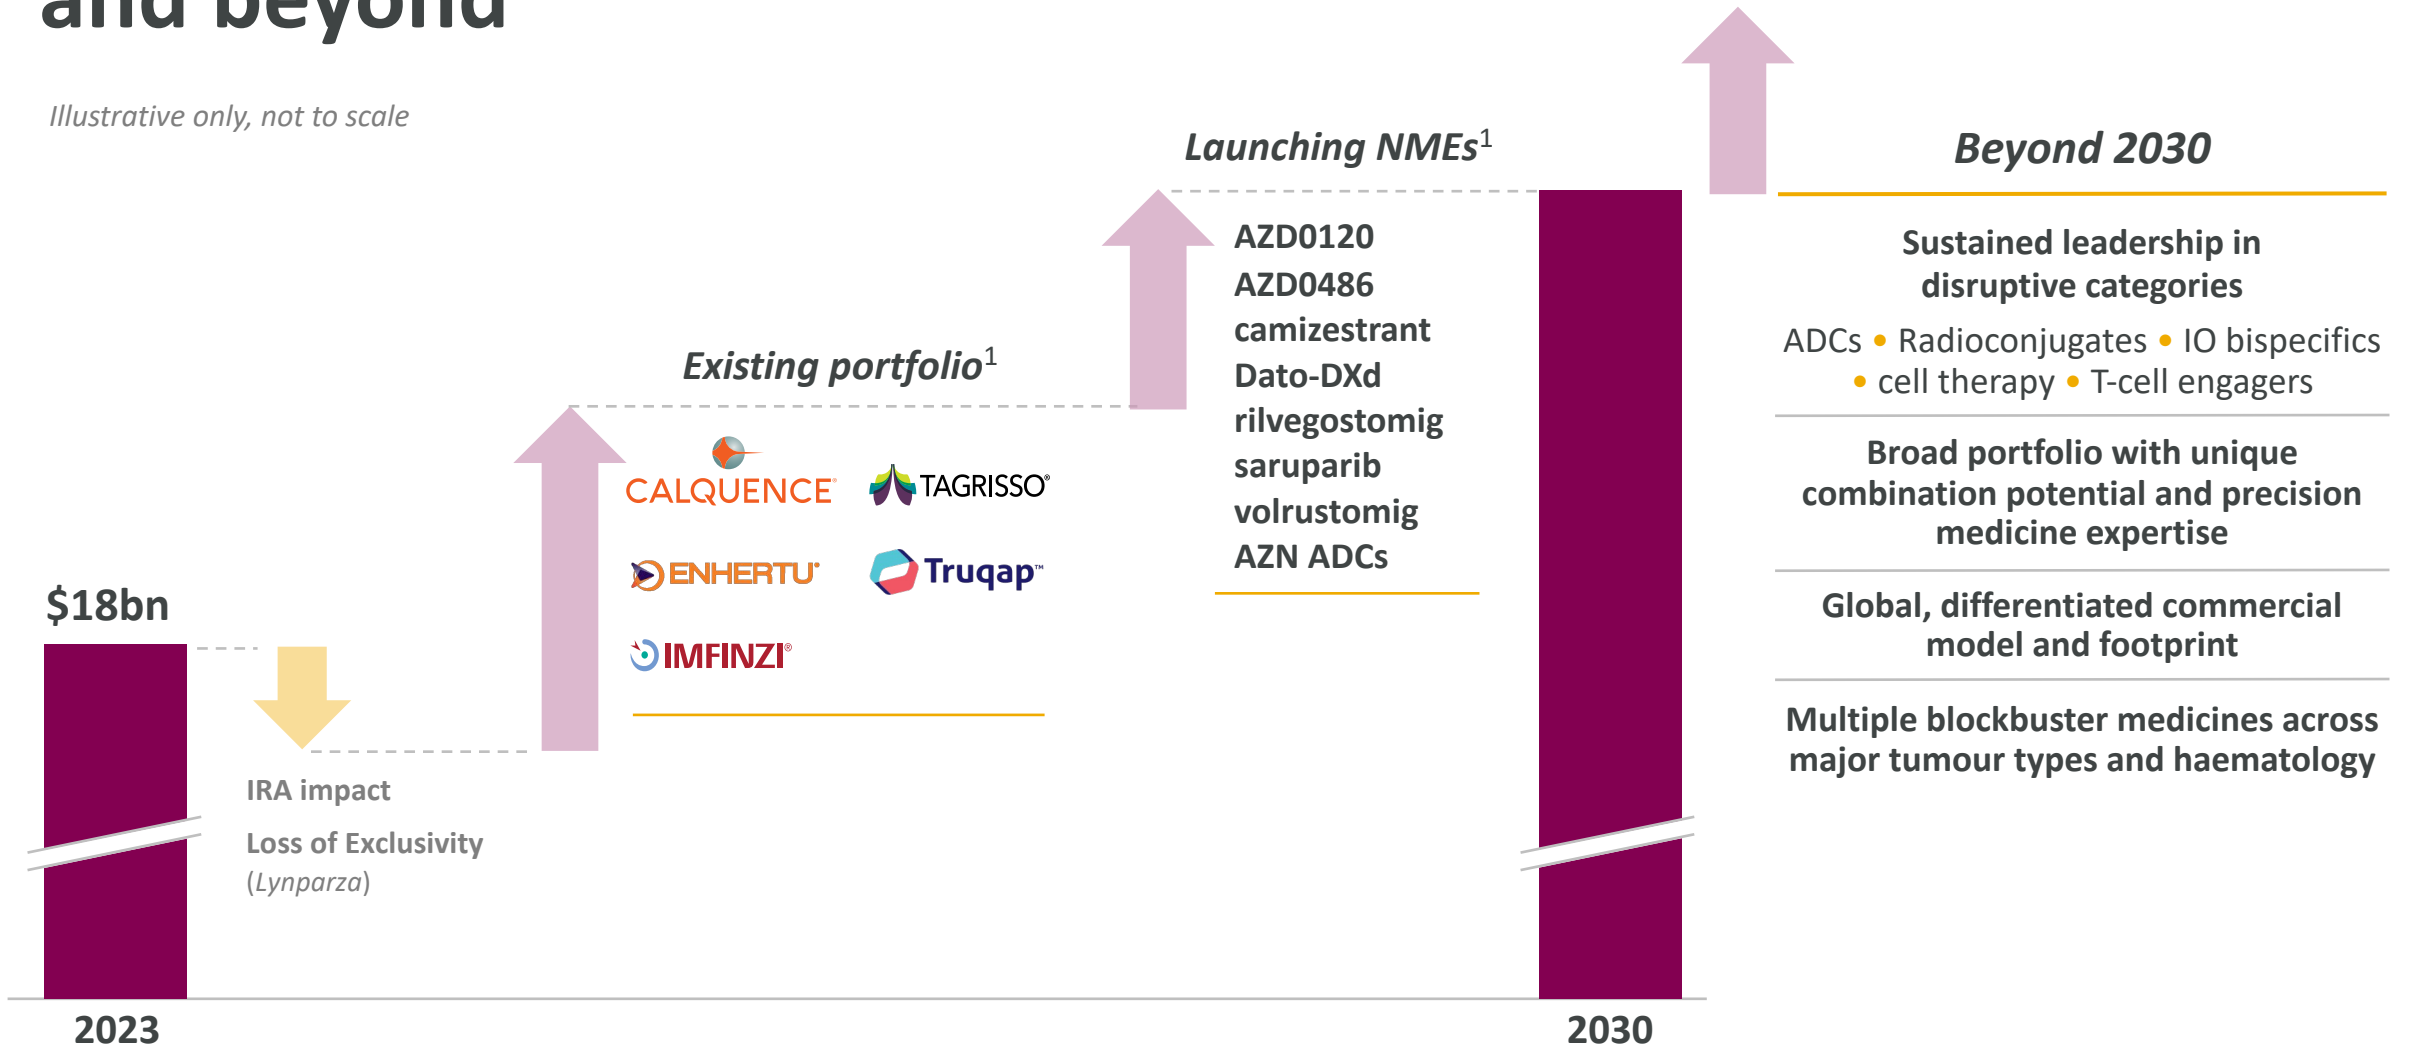 and beyond
Illustrative only, not to scale
$18bn
2023
IRA impact
Loss of Exclusivity
(Lynparza)
Existing portfolio1
CALQUENCE®
TAGRISSO®
ENHERTU®
Truqap™
IMFINZI®
Launching NMEs1
AZD0120
AZD0486
camizestrant
Dato-DXd
rilvegostomig
saruparib
volrustomig
AZN ADCs
2030
Beyond 2030
Sustained leadership in
disruptive categories
ADCs • Radioconjugates • IO bispecifics
• cell therapy • T-cell engagers
Broad portfolio with unique
combination potential and precision
medicine expertise
Global, differentiated commercial
model and footprint
Multiple blockbuster medicines across
major tumour types and haematology